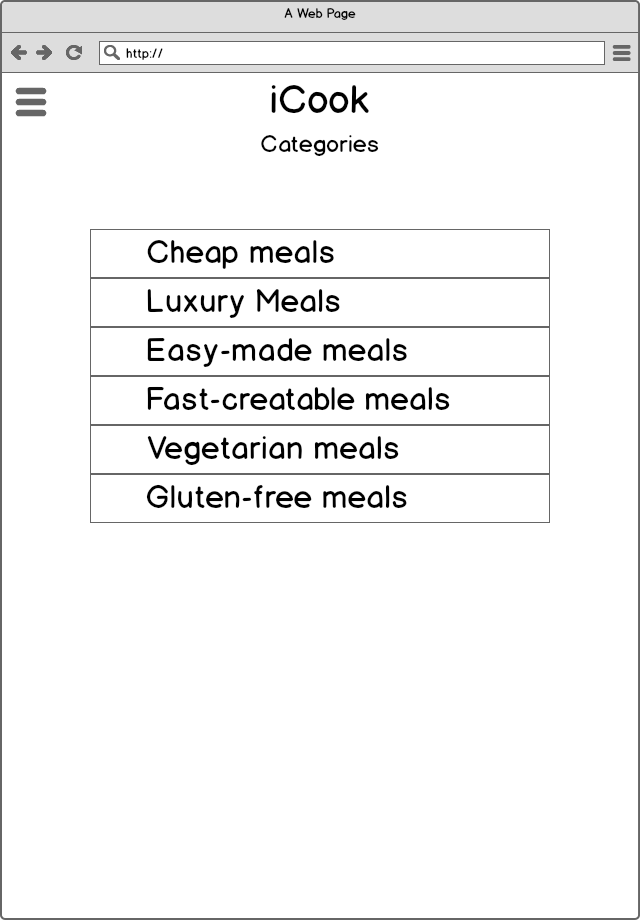 A Web Page
http://
iCook
Categories
Cheap meals
Luxury Meals
Easy-made meals
Fast-creatable meals
Vegetarian meals
Gluten-free meals